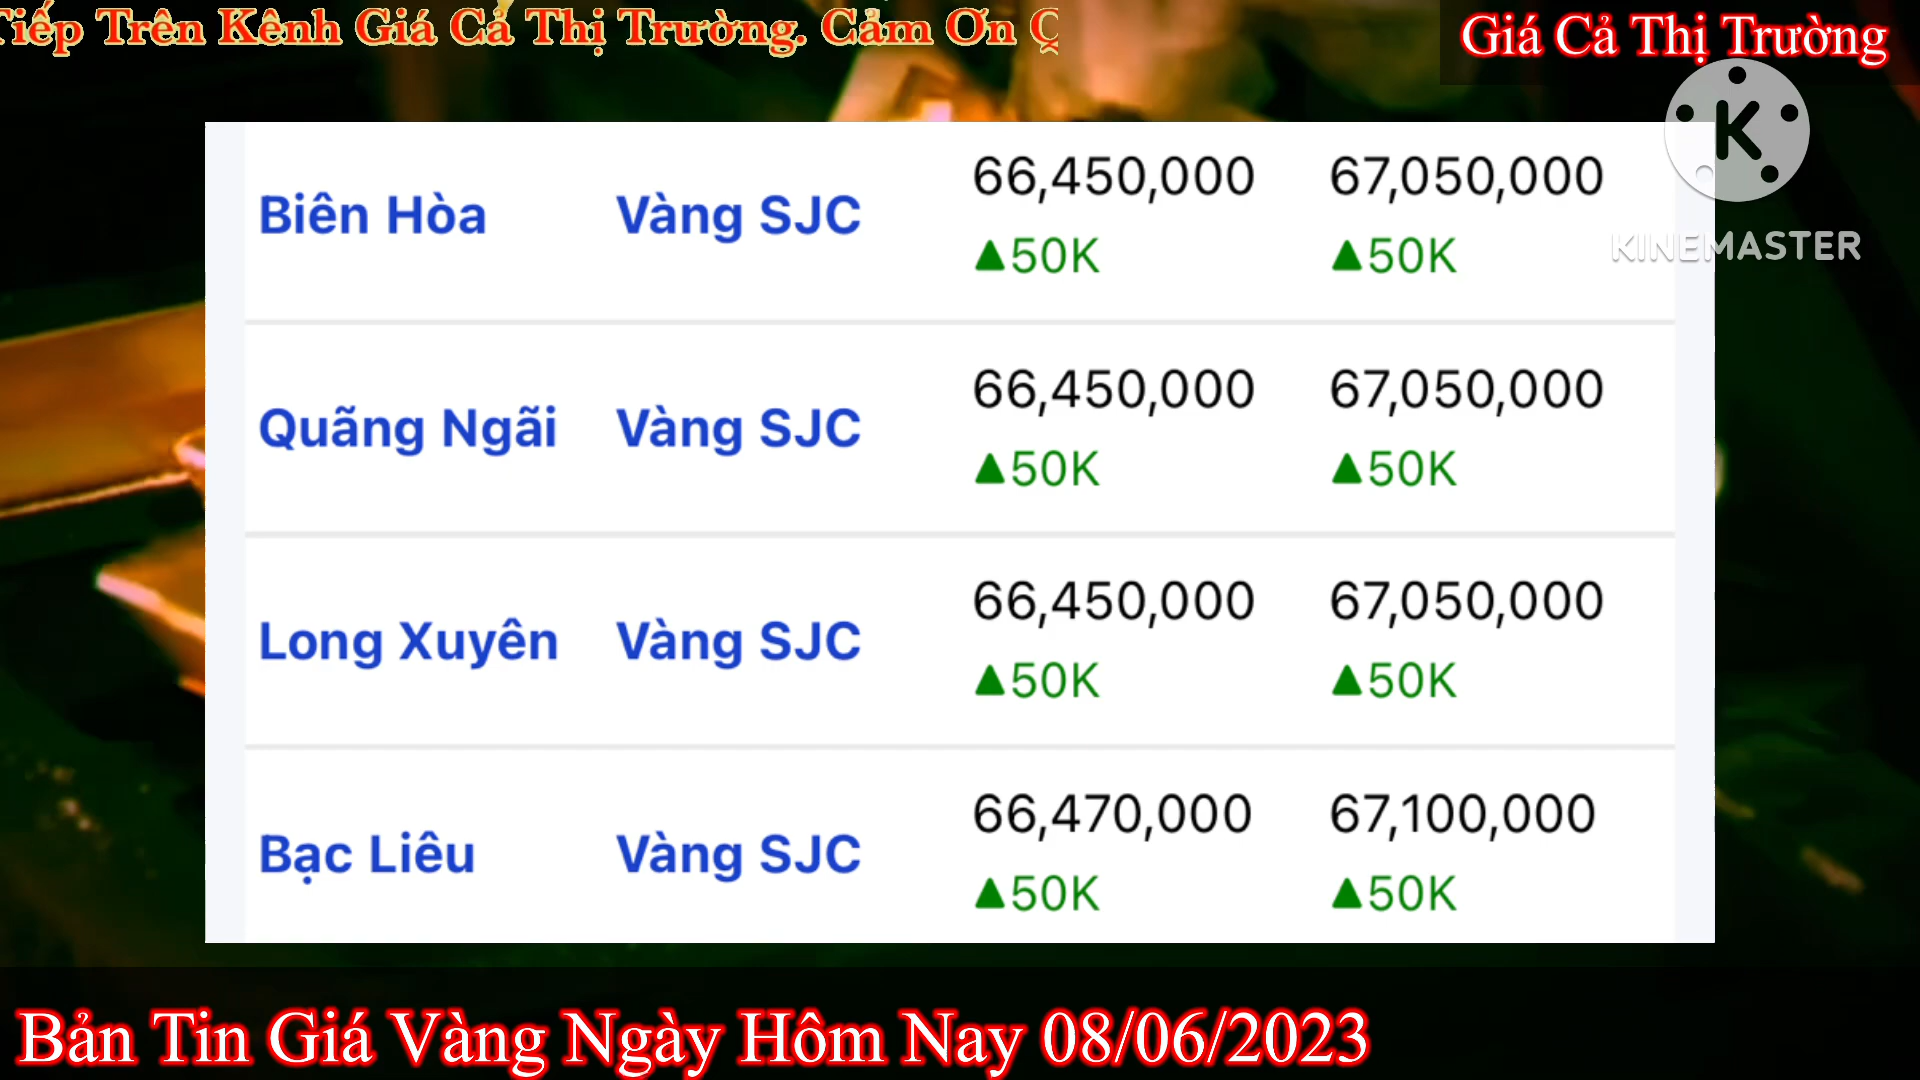 Tiếp Trên Kênh Giá Cả Thị Trường. Cảm Ơn Q
Giá Cả Thị Trường
K
KINEMASTER
Biên Hòa Vàng SJC 66,450,000 67,050,000
▲50K ▲50K
Quãng Ngãi Vàng SJC 66,450,000 67,050,000
▲50K ▲50K
Long Xuyên Vàng SJC 66,450,000 67,050,000
▲50K ▲50K
Bạc Liêu Vàng SJC 66,470,000 67,100,000
▲50K ▲50K
Bản Tin Giá Vàng Ngày Hôm Nay 08/06/2023